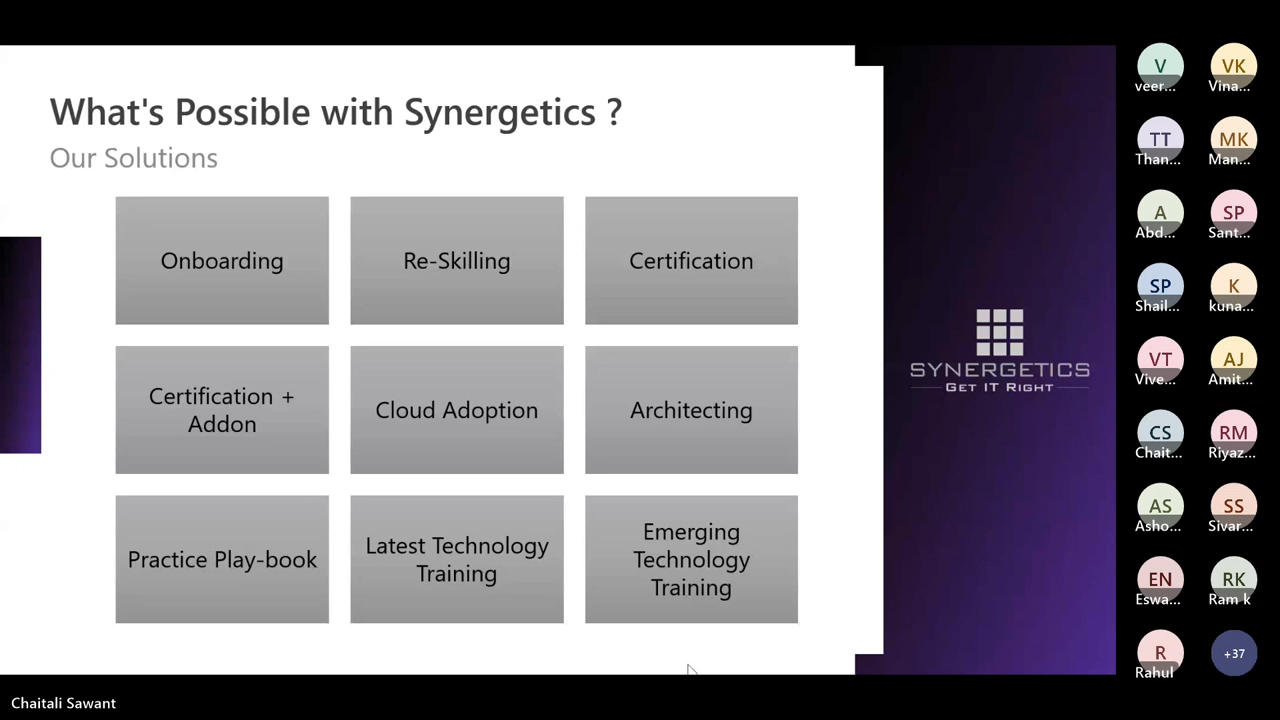 What's Possible with Synergetics ?
Our Solutions
Onboarding
Re-Skilling
Certification
Certification +
Addon
Cloud Adoption
Architecting
Practice Play-book
Latest Technology
Training
Emerging
Technology
Training
SYNERGETICS
GET IT RIGHT
V
veer...
VK
Vina...
TT
Than...
MK
Man...
A
Abd...
SP
Sant...
SP
Shail...
K
kuna...
VT
Vive...
AJ
Amit...
CS
Chait...
RM
Riyaz...
AS
Asho...
SS
Sivar...
EN
Eswa...
RK
Ram k
R
Rahul
+37
Chaitali Sawant